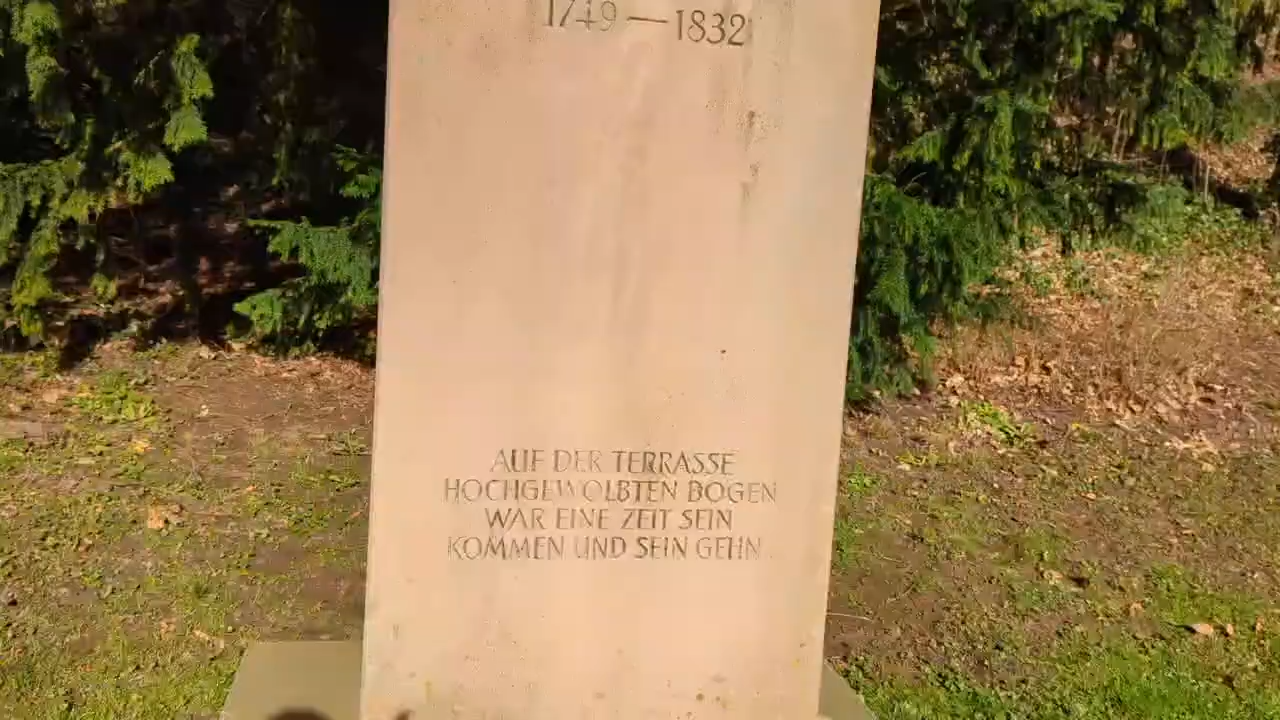 1749 — 1832
AUF DER TERRASSE
HOCHGEWÖLBTEN BOGEN
WAR EINE ZEIT SEIN
KOMMEN UND SEIN GEHN